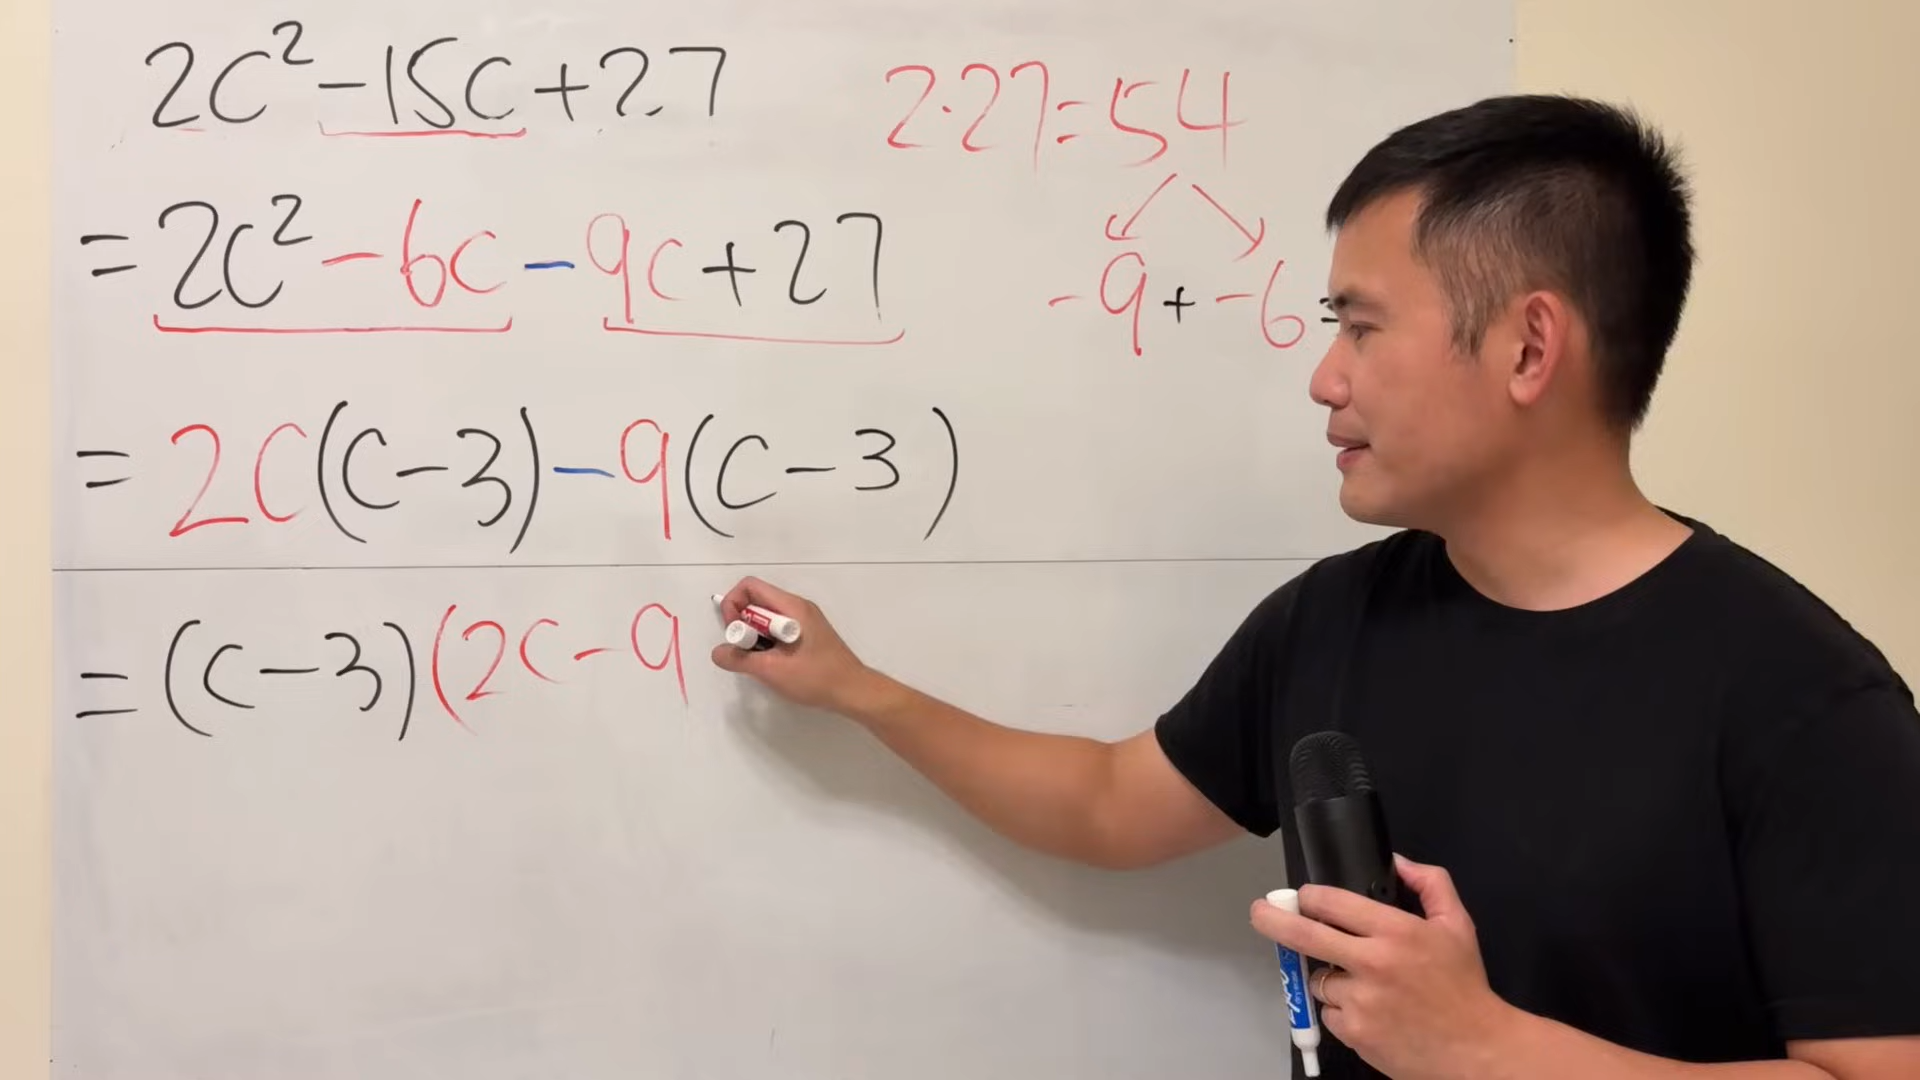 2c² - 15c + 27
2·27 = 54
= 2c² - 6c - 9c + 27
-9 + -6 =
= 2c(c - 3) - 9(c - 3)
= (c - 3)(2c - 9
EXPO